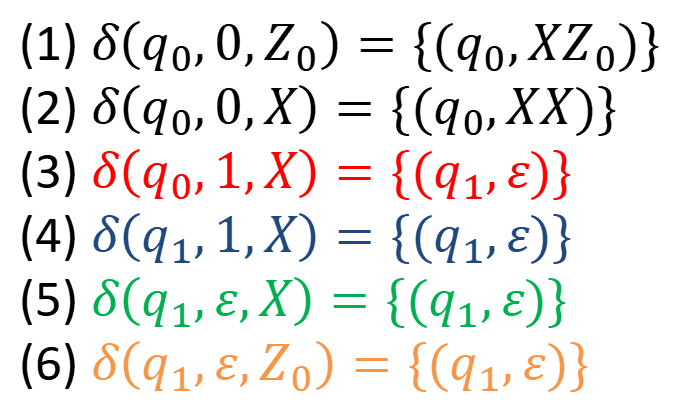 (1) δ(q₀, 0, Z₀) = {(q₀, XZ₀)}
(2) δ(q₀, 0, X) = {(q₀, XX)}
(3) δ(q₀, 1, X) = {(q₁, ε)}
(4) δ(q₁, 1, X) = {(q₁, ε)}
(5) δ(q₁, ε, X) = {(q₁, ε)}
(6) δ(q₁, ε, Z₀) = {(q₁, ε)}